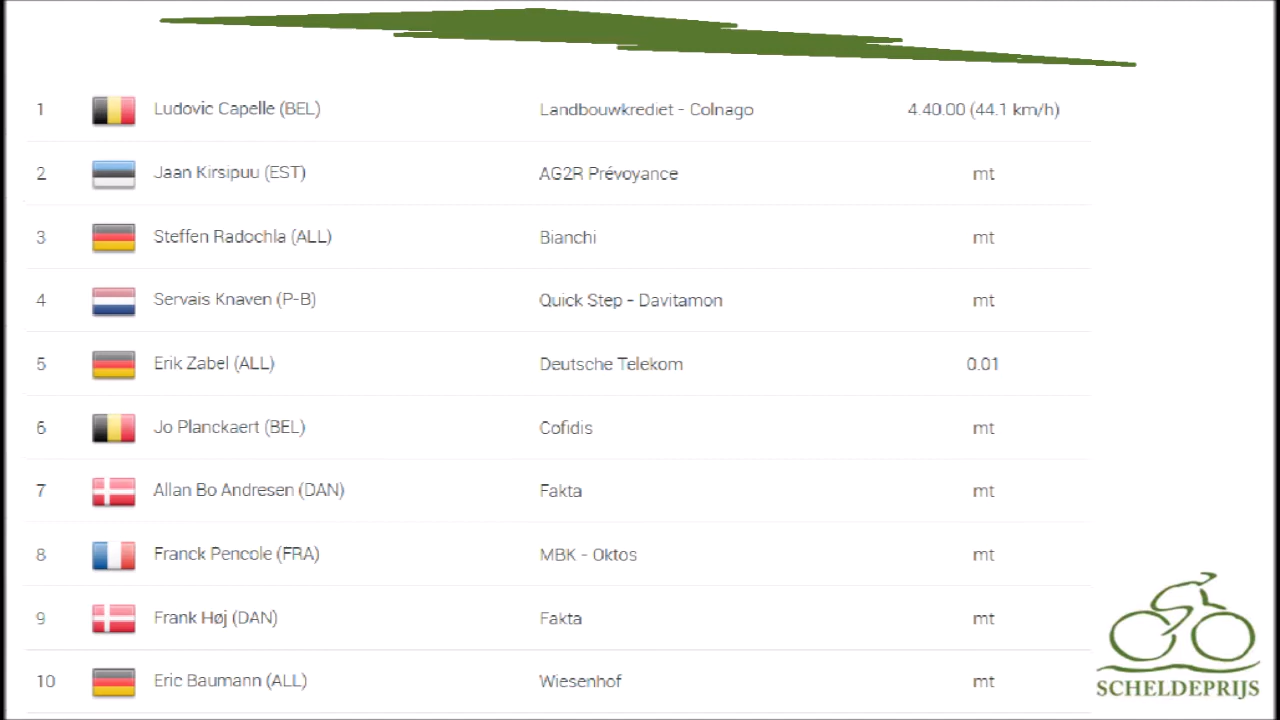 1 Ludovic Capelle (BEL) Landbouwkrediet - Colnago 4.40.00 (44.1 km/h)
2 Jaan Kirsipuu (EST) AG2R Prévoyance mt
3 Steffen Radochla (ALL) Bianchi mt
4 Servais Knaven (P-B) Quick Step - Davitamon mt
5 Erik Zabel (ALL) Deutsche Telekom 0.01
6 Jo Planckaert (BEL) Cofidis mt
7 Allan Bo Andresen (DAN) Fakta mt
8 Franck Pencole (FRA) MBK - Oktos mt
9 Frank Høj (DAN) Fakta mt
10 Eric Baumann (ALL) Wiesenhof mt
SCHELDEPRIJS